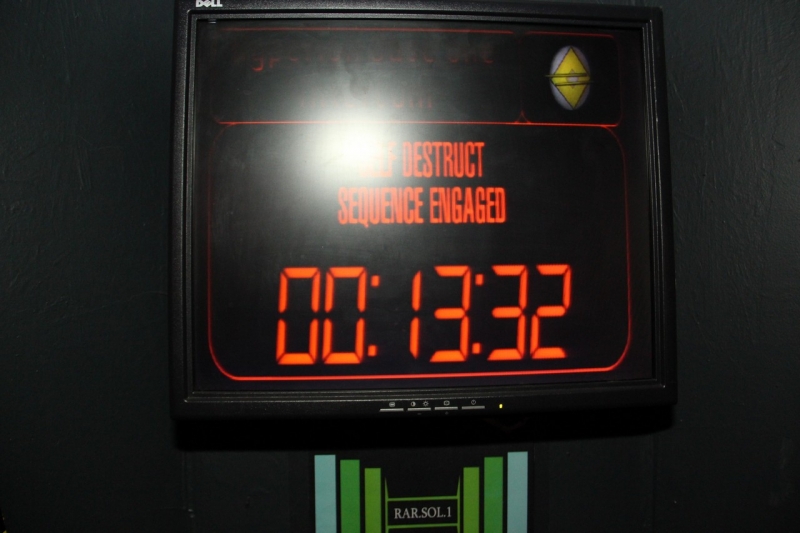 DELL
DESTRUCT
SEQUENCE ENGAGED
00:13:32
RAR.SOL.1